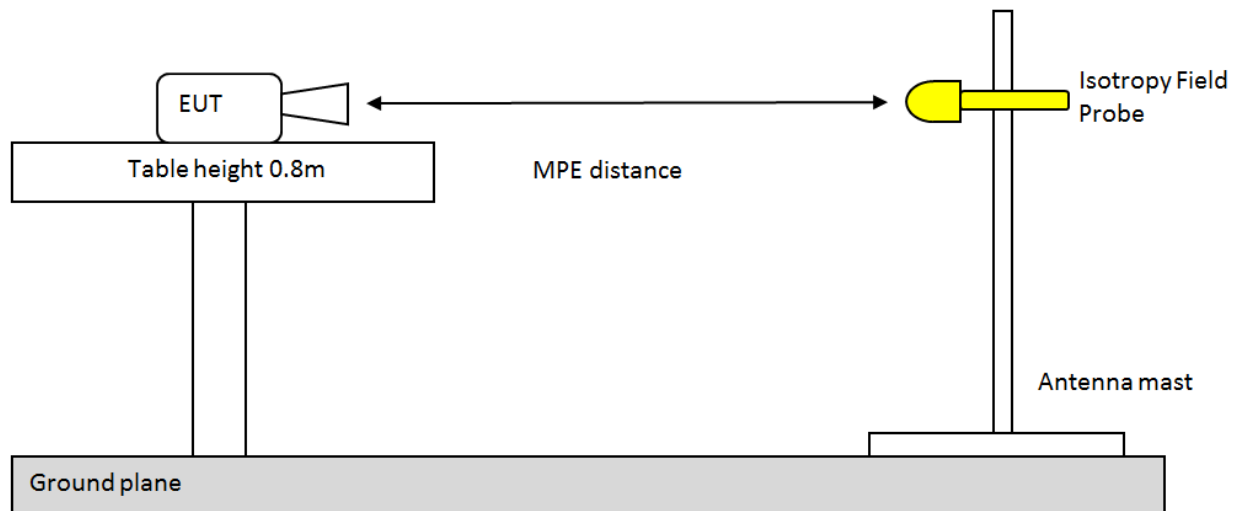 EUT
Isotropy Field
Probe
Table height 0.8m
MPE distance
Antenna mast
Ground plane